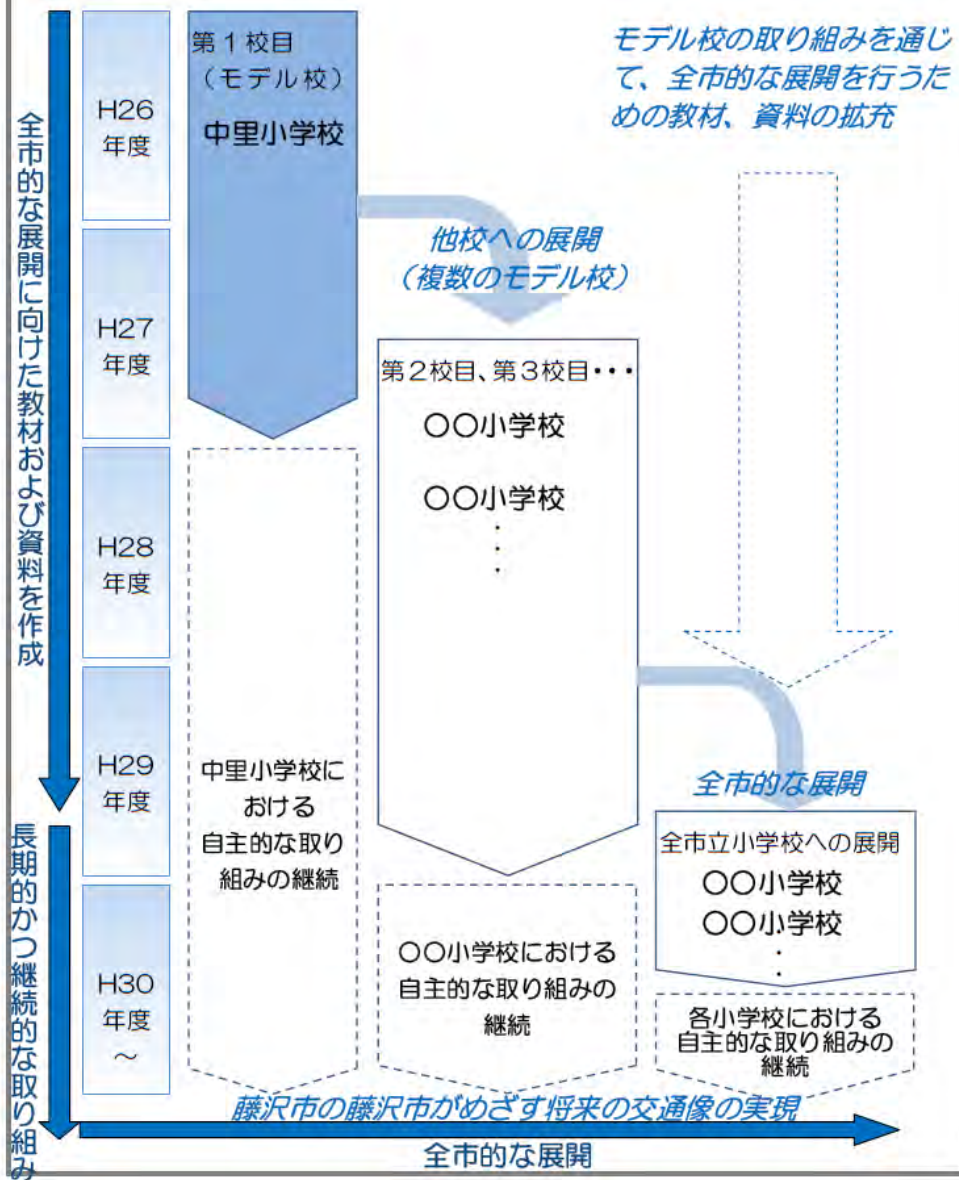 全市的な展開に向けた教材および資料を作成
長期的かつ継続的な取り組み
H26
年度
H27
年度
H28
年度
H29
年度
H30
年度
～
第1校目
（モデル校）
中里小学校
中里小学校に
おける
自主的な取り
組みの継続
他校への展開
（複数のモデル校）
第2校目、第3校目・・・
〇〇小学校
〇〇小学校
・
・
・
〇〇小学校における
自主的な取り組みの
継続
モデル校の取り組みを通じ
て、全市的な展開を行うた
めの教材、資料の拡充
全市的な展開
全市立小学校への展開
〇〇小学校
〇〇小学校
・
・
各小学校における
自主的な取り組みの
継続
藤沢市の藤沢市がめざす将来の交通像の実現
全市的な展開